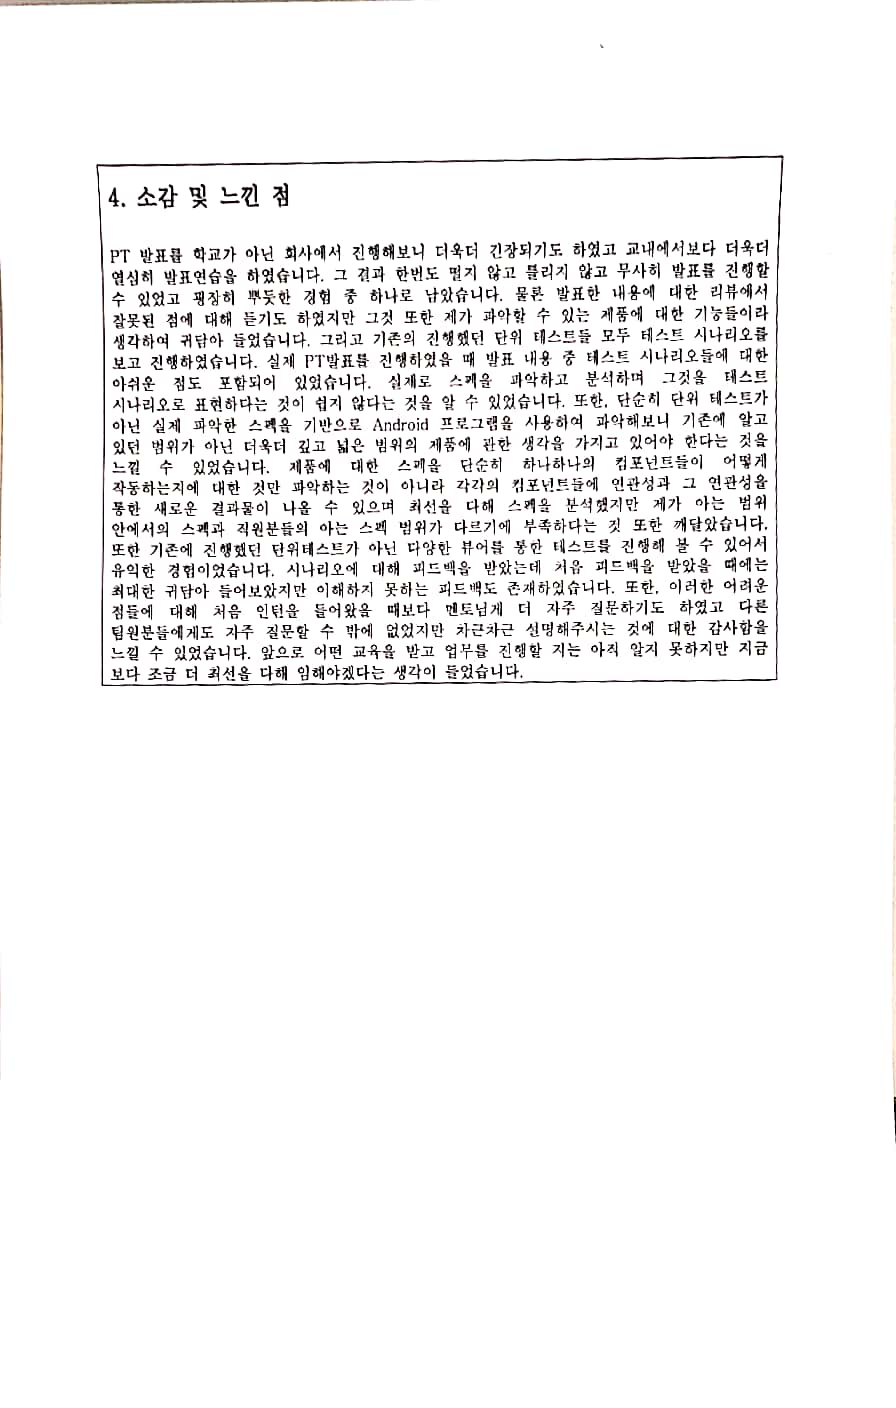 4. 소감 및 느낀 점
PT 발표를 학교가 아닌 회사에서 진행해보니 더욱더 긴장되기도 하였고 교내에서보다 더욱더
열심히 발표연습을 하였습니다. 그 결과 한번도 떨지 않고 틀리지 않고 무사히 발표를 진행할
수 있었고 굉장히 뿌듯한 경험 중 하나로 남았습니다. 물론 발표한 내용에 대한 리뷰에서
잘못된 점에 대해 듣기도 하였지만 그것 또한 제가 파악할 수 있는 제품에 대한 기능들이라
생각하여 귀담아 들었습니다. 그리고 기존의 진행했던 단위 테스트들 모두 테스트 시나리오를
보고 진행하였습니다. 실제 PT발표를 진행하였을 때 발표 내용 중 테스트 시나리오들에 대한
아쉬운 점도 포함되어 있었습니다. 실제로 스펙을 파악하고 분석하며 그것을 테스트
시나리오로 표현하다는 것이 쉽지 않다는 것을 알 수 있었습니다. 또한, 단순히 단위 테스트가
아닌 실제 파악한 스펙을 기반으로 Android 프로그램을 사용하여 파악해보니 기존에 알고
있던 범위가 아닌 더욱더 깊고 넓은 범위의 제품에 관한 생각을 가지고 있어야 한다는 것을
느낄 수 있었습니다. 제품에 대한 스펙을 단순히 하나하나의 컴포넌트들이 어떻게
작동하는지에 대한 것만 파악하는 것이 아니라 각각의 컴포넌트들에 연관성과 그 연관성을
통한 새로운 결과물이 나올 수 있으며 최선을 다해 스펙을 분석했지만 제가 아는 범위
안에서의 스펙과 직원분들의 아는 스펙 범위가 다르기에 부족하다는 것 또한 깨달았습니다.
또한 기존에 진행했던 단위테스트가 아닌 다양한 뷰어를 통한 테스트를 진행해 볼 수 있어서
유익한 경험이었습니다. 시나리오에 대해 피드백을 받았는데 처음 피드백을 받았을 때에는
최대한 귀담아 들어보았지만 이해하지 못하는 피드백도 존재하였습니다. 또한, 이러한 어려운
점들에 대해 처음 인턴을 들어왔을 때보다 멘토님게 더 자주 질문하기도 하였고 다른
팀원분들에게도 자주 질문할 수 밖에 없었지만 차근차근 설명해주시는 것에 대한 감사함을
느낄 수 있었습니다. 앞으로 어떤 교육을 받고 업무를 진행할 지는 아직 알지 못하지만 지금
보다 조금 더 최선을 다해 임해야겠다는 생각이 들었습니다.